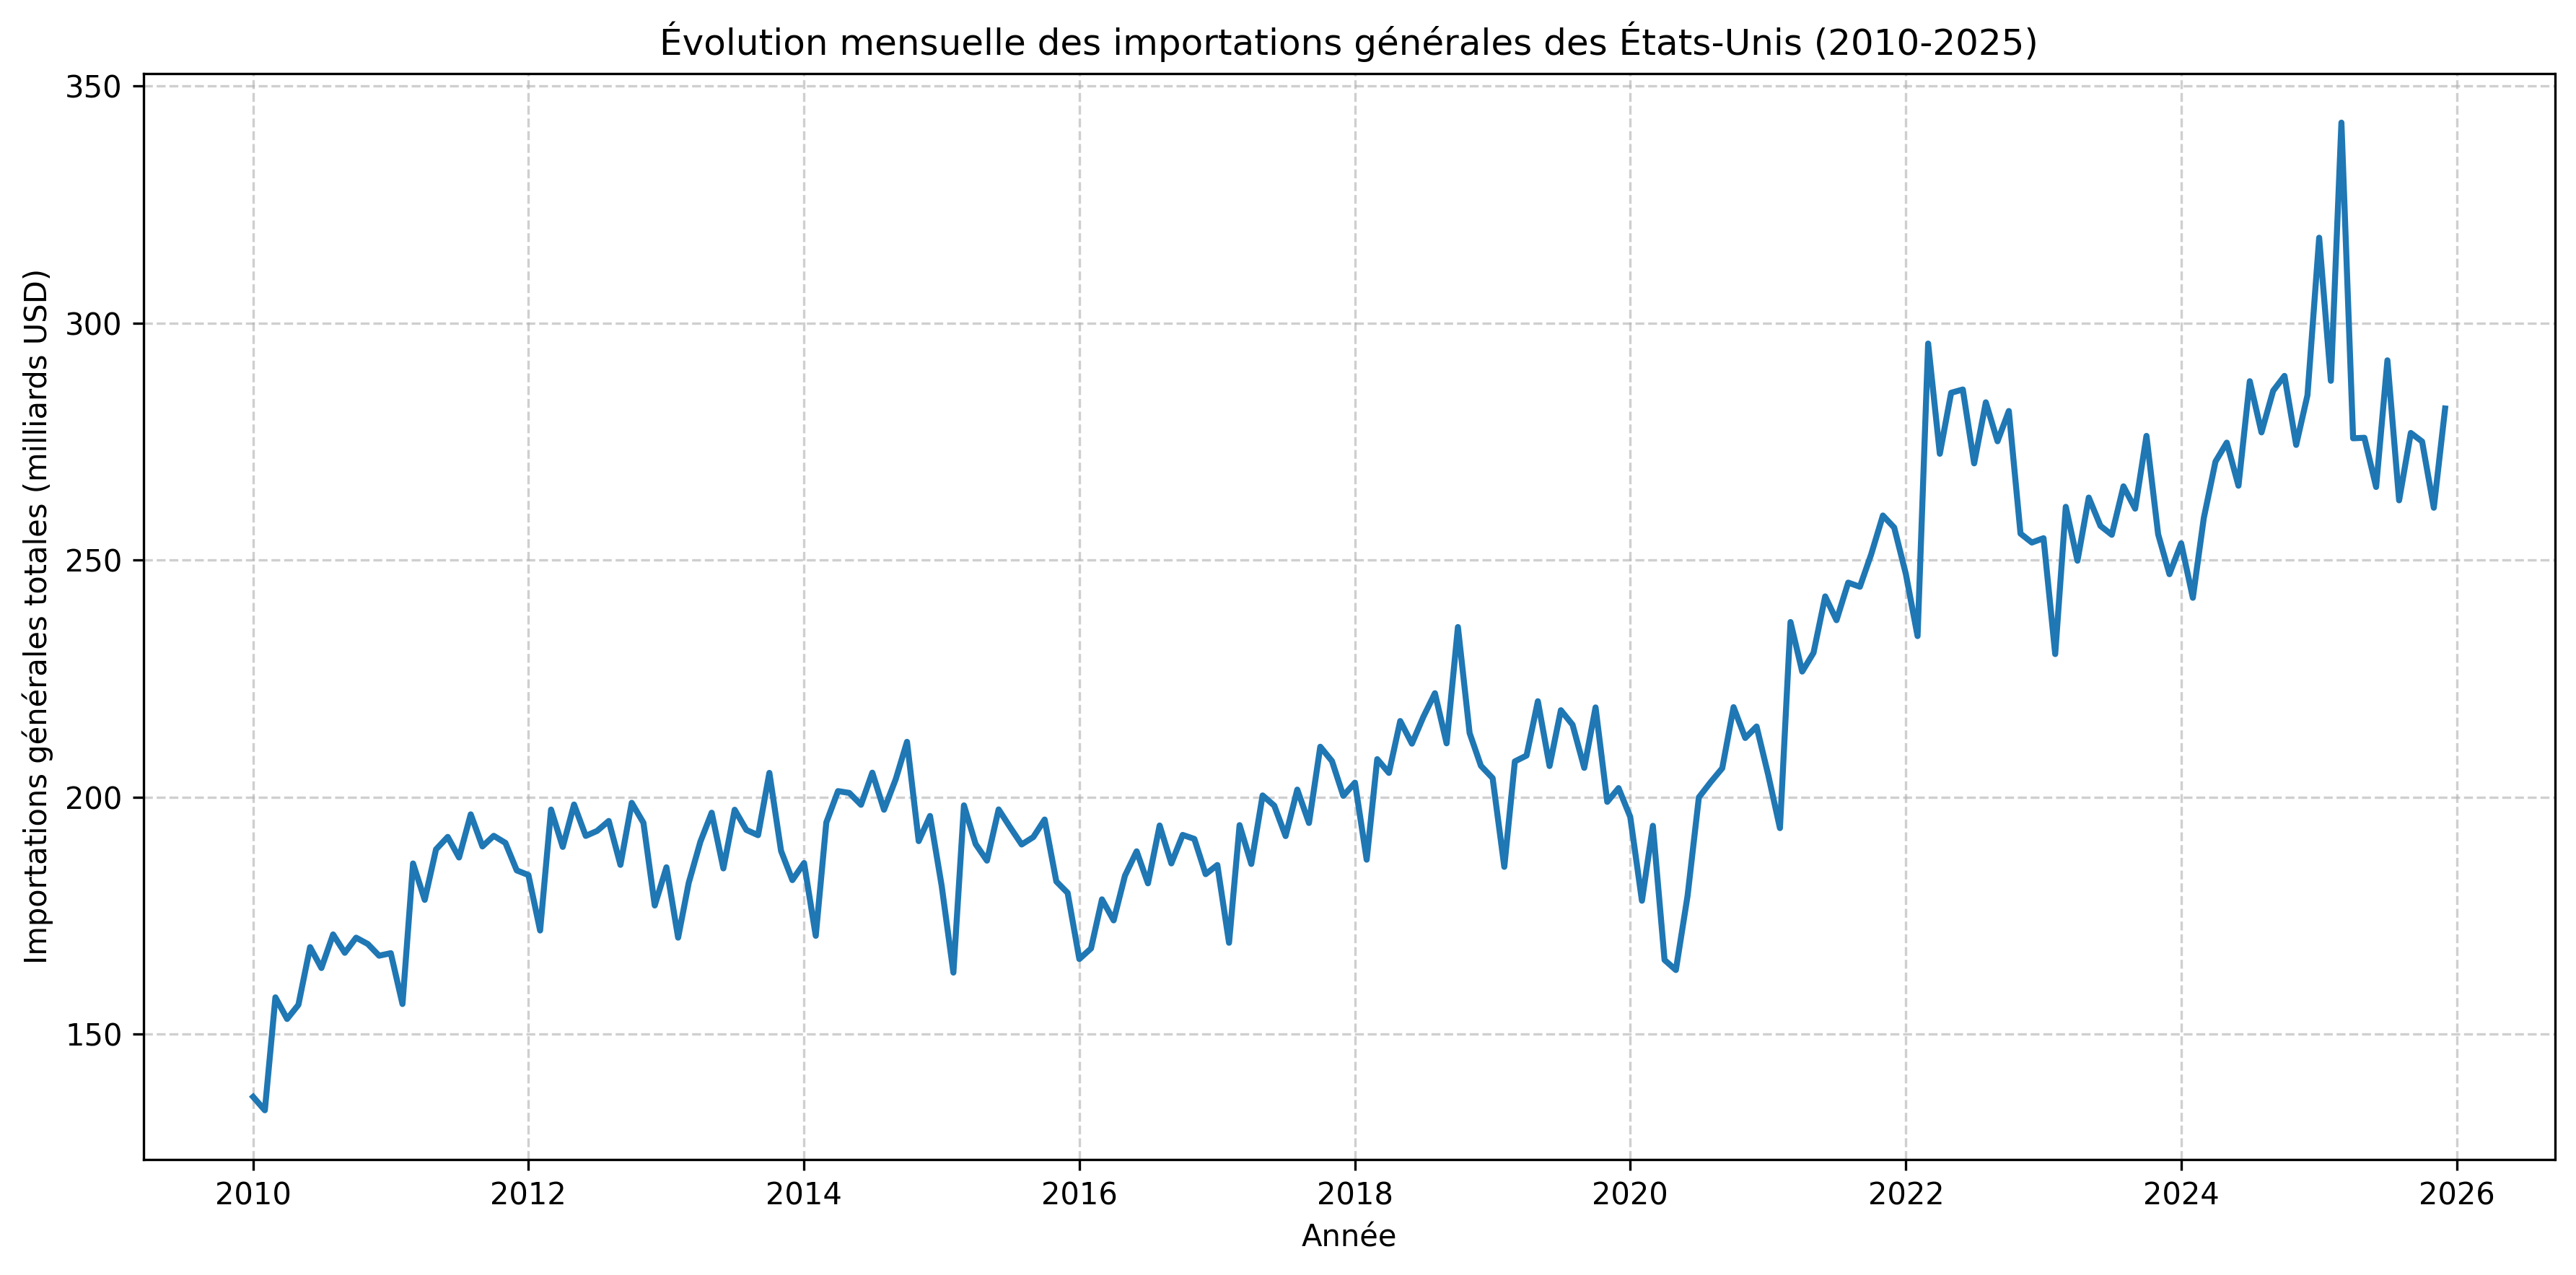 Évolution mensuelle des importations générales des États-Unis (2010-2025)
Importations générales totales (milliards USD)
350
300
250
200
150
2010 2012 2014 2016 2018 2020 2022 2024 2026
Année